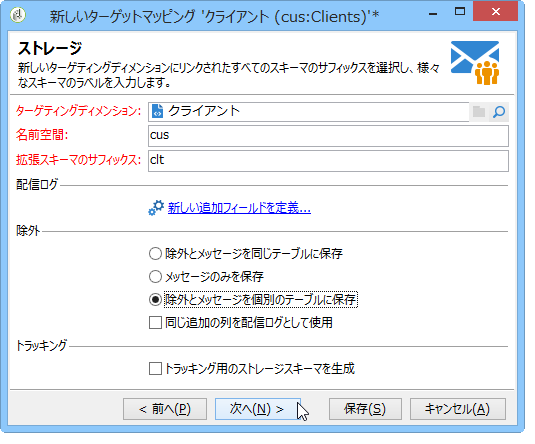 新しいターゲットマッピング 'クライアント (cus:Clients)'*
ストレージ
新しいターゲティングディメンションにリンクされたすべてのスキーマのサフィックスを選択し、様々
なスキーマのラベルを入力します。
ターゲティングディメンション: クライアント
名前空間: cus
拡張スキーマのサフィックス: clt
配信ログ
新しい追加フィールドを定義...
除外
除外とメッセージを同じテーブルに保存
メッセージのみを保存
除外とメッセージを個別のテーブルに保存
同じ追加の列を配信ログとして使用
トラッキング
トラッキング用のストレージスキーマを生成
< 前へ(P) 次へ(N) > 保存(S) キャンセル(A)